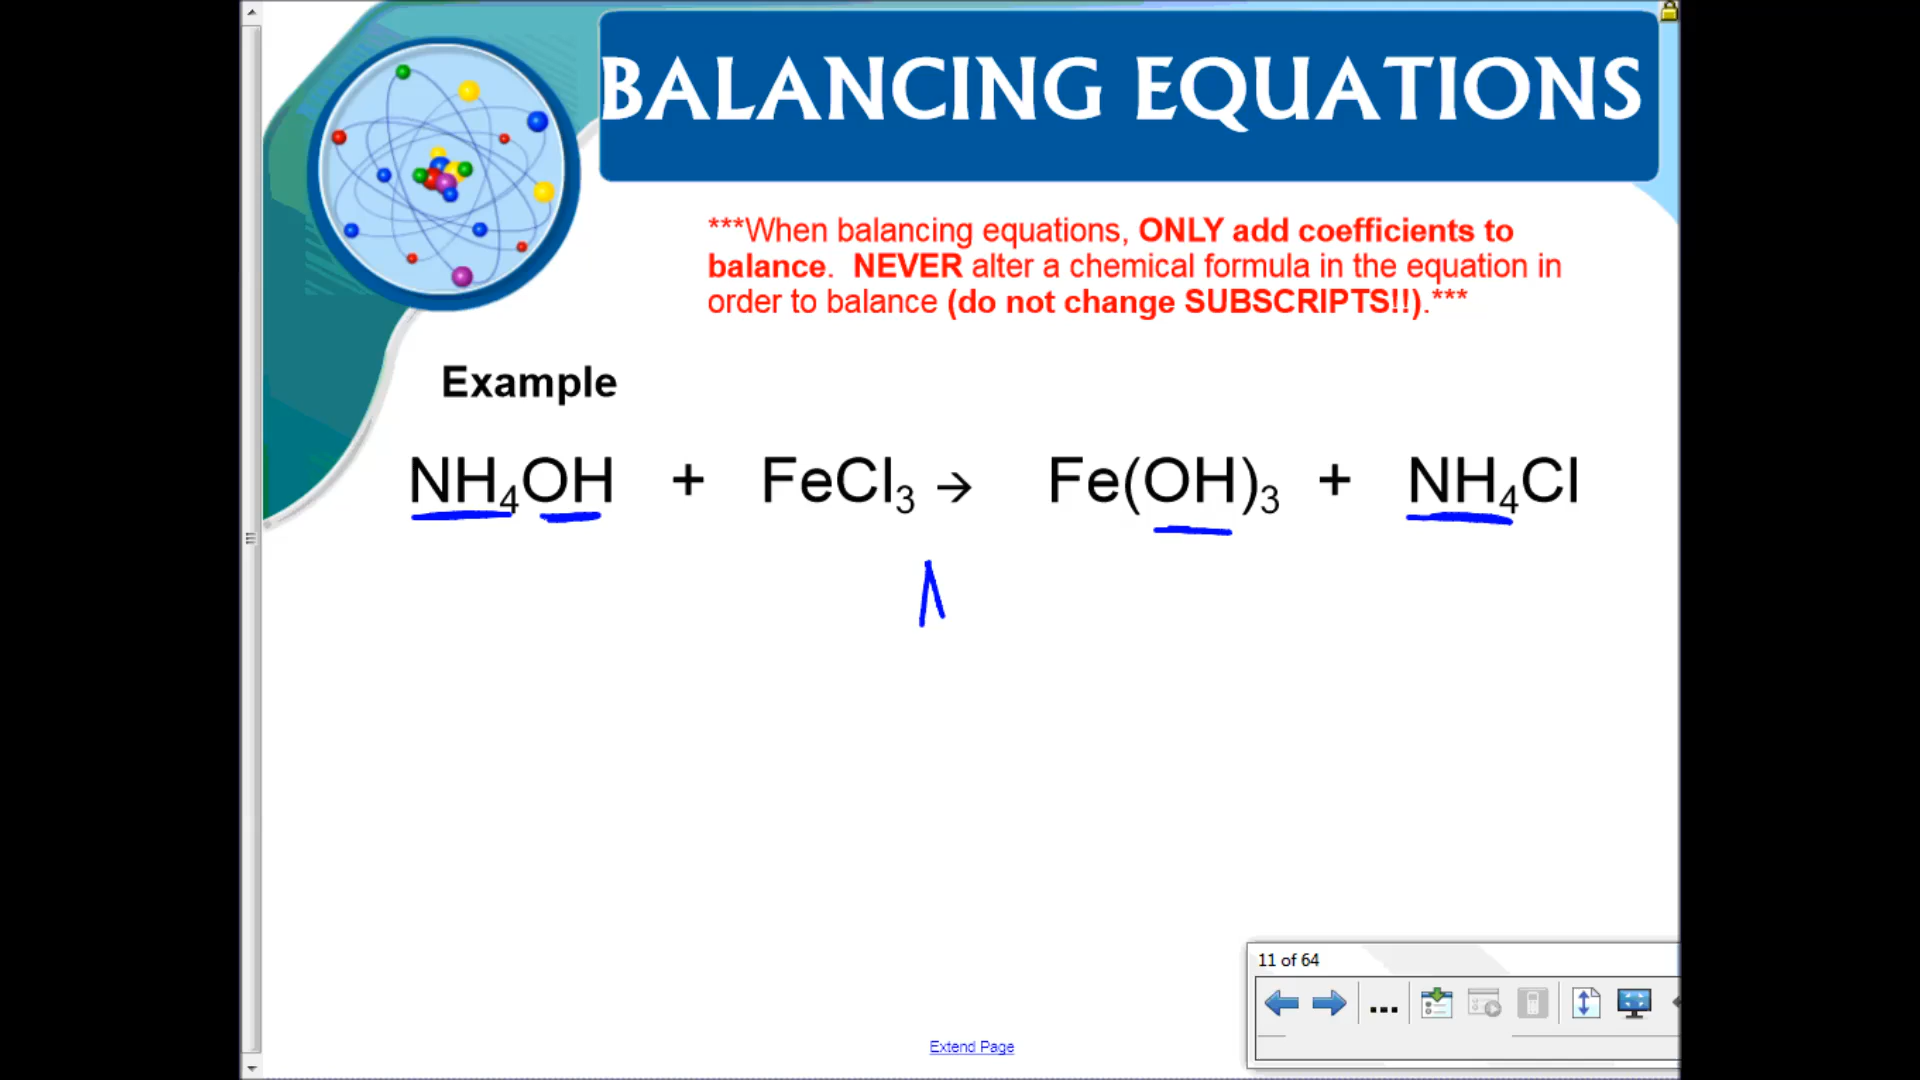 BALANCING EQUATIONS
***When balancing equations, ONLY add coefficients to
balance. NEVER alter a chemical formula in the equation in
order to balance (do not change SUBSCRIPTS!!).***
Example
NH₄OH + FeCl₃ → Fe(OH)₃ + NH₄Cl
11 of 64
Extend Page